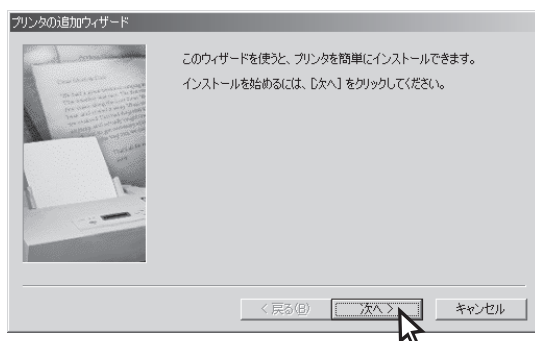 プリンタの追加ウィザード
このウィザードを使うと、プリンタを簡単にインストールできます。
インストールを始めるには、[次へ] をクリックしてください。
< 戻る(B)
次へ >
キャンセル